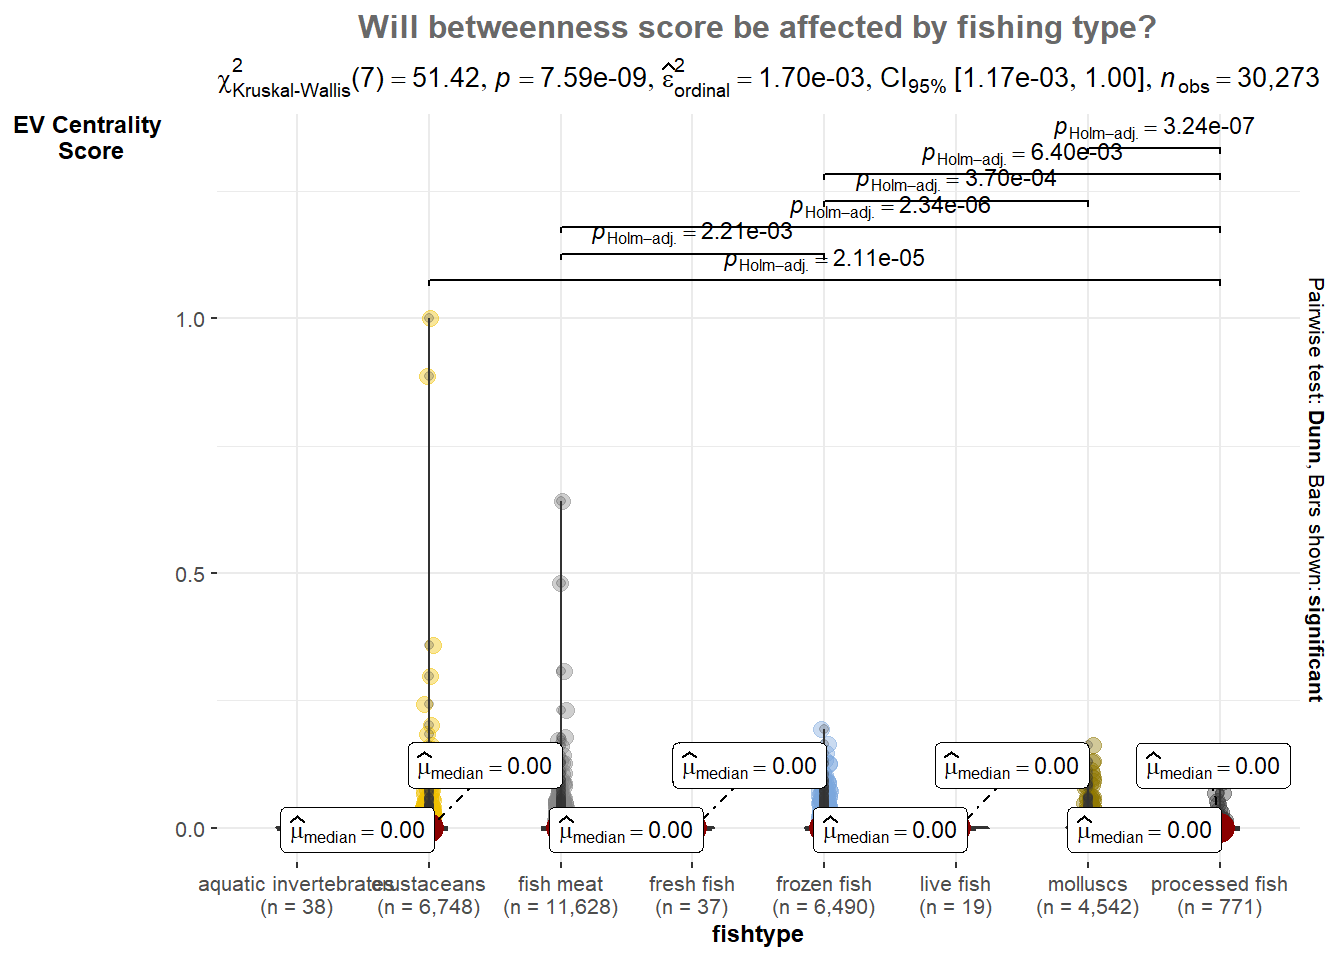 Will betweenness score be affected by fishing type?
χ²Kruskal-Wallis(7) = 51.42, p = 7.59e-09, ε̂²ordinal = 1.70e-03, CI95% [1.17e-03, 1.00], nobs = 30,273
EV Centrality
Score
pHolm–adj. = 3.24e-07
pHolm–adj. = 6.40e-03
pHolm–adj. = 3.70e-04
pHolm–adj. = 2.34e-06
pHolm–adj. = 2.21e-03
pHolm–adj. = 2.11e-05
1.0
0.5
0.0
μ̂median = 0.00
μ̂median = 0.00
μ̂median = 0.00
μ̂median = 0.00
μ̂median = 0.00
μ̂median = 0.00
μ̂median = 0.00
μ̂median = 0.00
aquatic invertebrates
(n = 38)
crustaceans
(n = 6,748)
fish meat
(n = 11,628)
fresh fish
(n = 37)
frozen fish
(n = 6,490)
live fish
(n = 19)
molluscs
(n = 4,542)
processed fish
(n = 771)
fishtype
Pairwise test: Dunn, Bars shown: significant